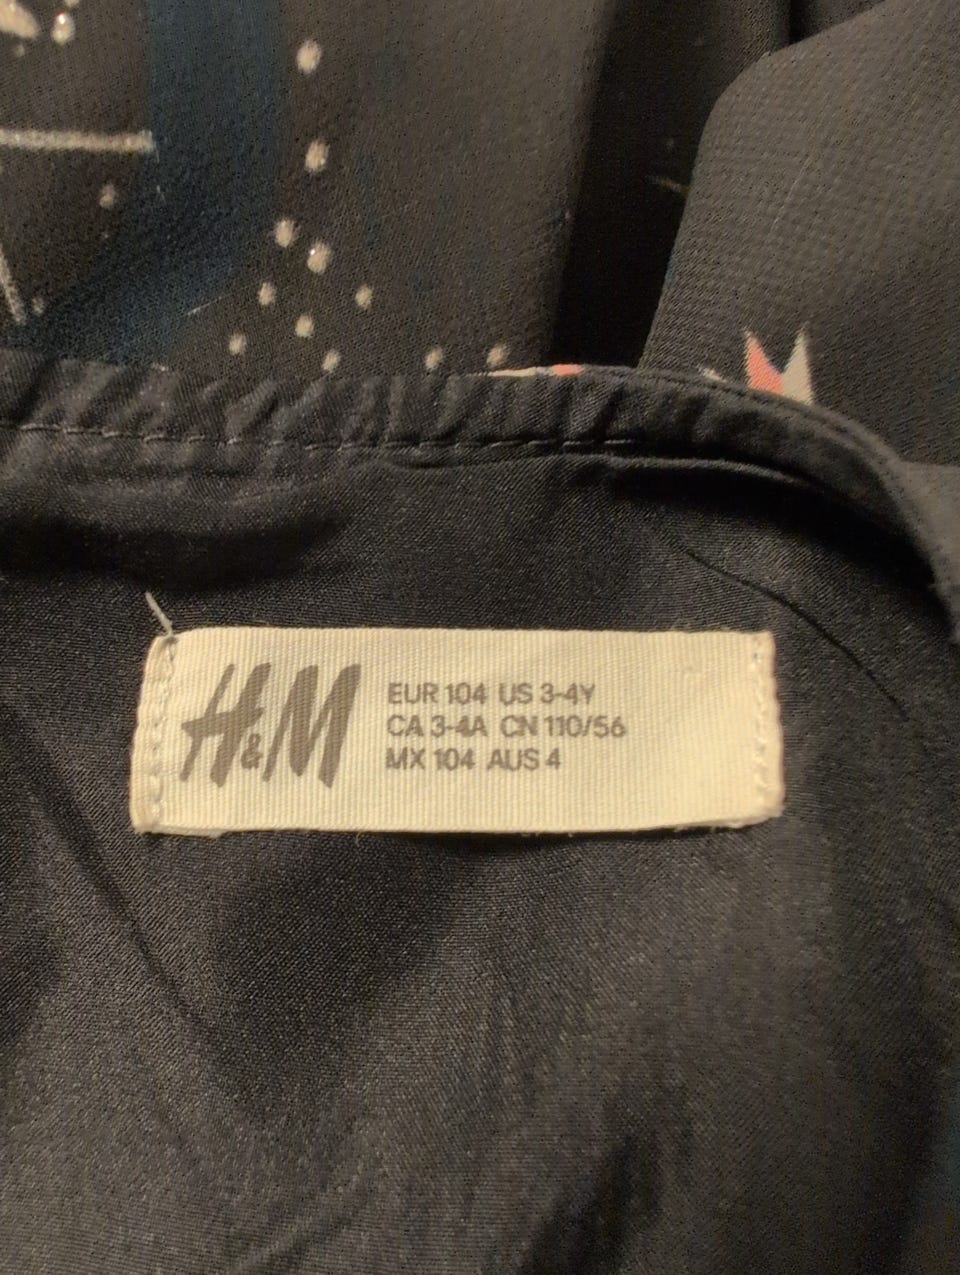 H&M
EUR 104 US 3-4Y
CA 3-4A CN 110/56
MX 104 AUS 4